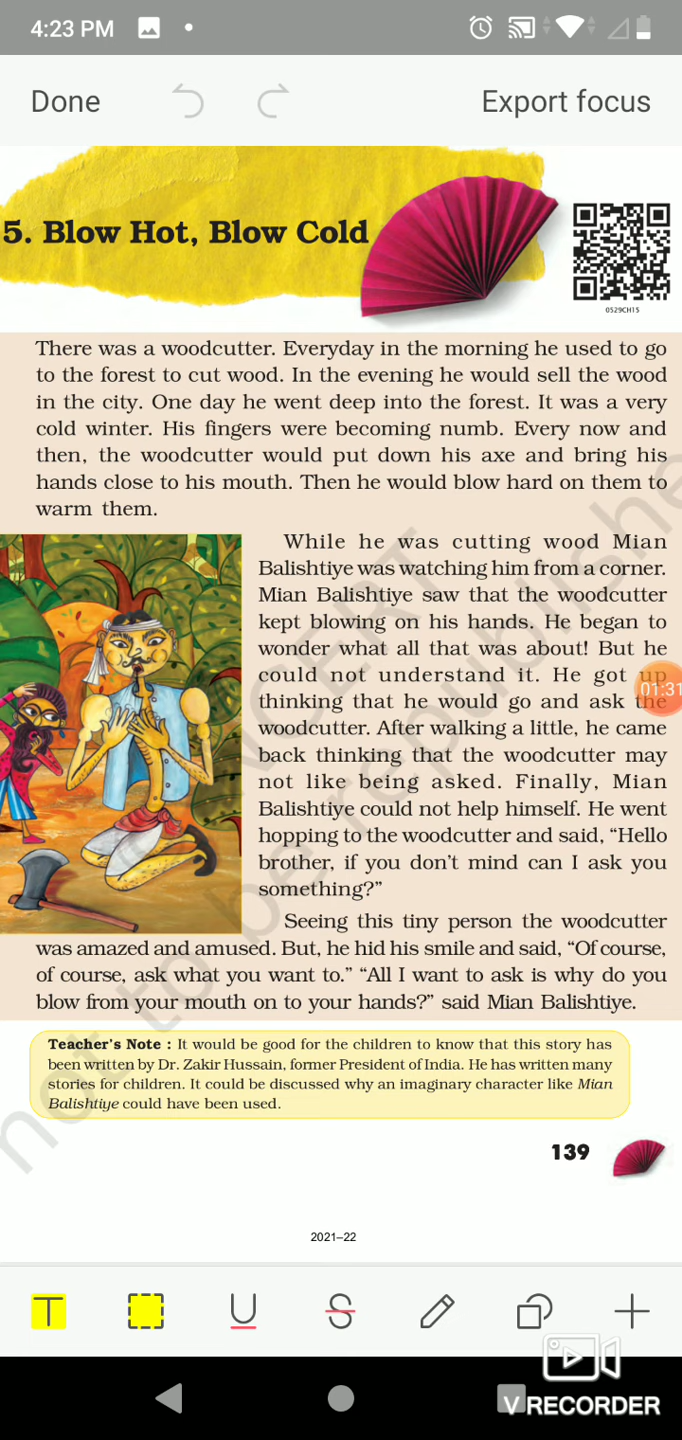 4:23 PM
Done
Export focus
5. Blow Hot, Blow Cold
0529CH15
There was a woodcutter. Everyday in the morning he used to go
to the forest to cut wood. In the evening he would sell the wood
in the city. One day he went deep into the forest. It was a very
cold winter. His fingers were becoming numb. Every now and
then, the woodcutter would put down his axe and bring his
hands close to his mouth. Then he would blow hard on them to
warm them.
While he was cutting wood Mian
Balishtiye was watching him from a corner.
Mian Balishtiye saw that the woodcutter
kept blowing on his hands. He began to
wonder what all that was about! But he
could not understand it. He got up
thinking that he would go and ask the
woodcutter. After walking a little, he came
back thinking that the woodcutter may
not like being asked. Finally, Mian
Balishtiye could not help himself. He went
hopping to the woodcutter and said, “Hello
brother, if you don’t mind can I ask you
something?”
Seeing this tiny person the woodcutter
was amazed and amused. But, he hid his smile and said, “Of course,
of course, ask what you want to.” “All I want to ask is why do you
blow from your mouth on to your hands?” said Mian Balishtiye.
01:31
Teacher’s Note : It would be good for the children to know that this story has
been written by Dr. Zakir Hussain, former President of India. He has written many
stories for children. It could be discussed why an imaginary character like Mian
Balishtiye could have been used.
139
2021–22
not to be republished
NCERT
T
U
S
V RECORDER